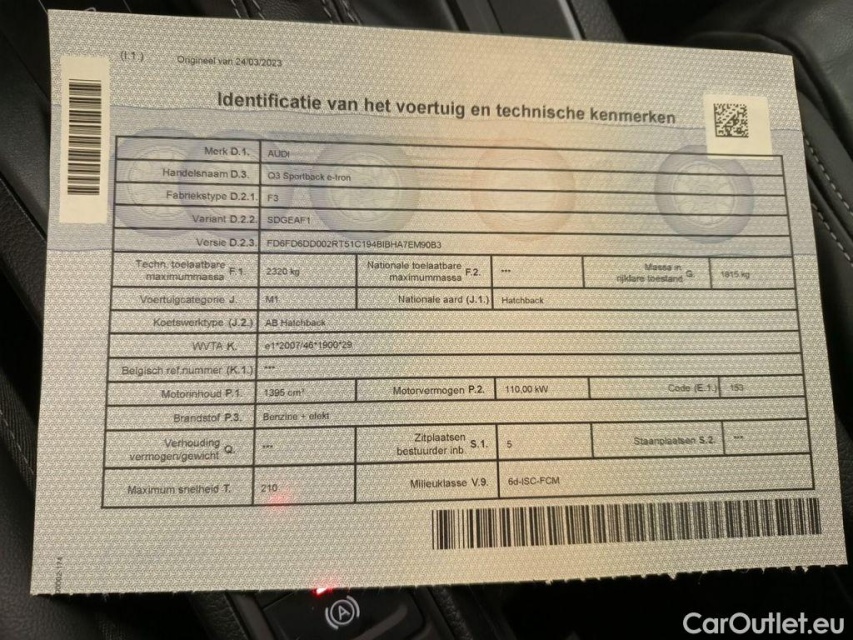 (I.1.) Origineel van 24/03/2023
Identificatie van het voertuig en technische kenmerken
Merk D.1. AUDI
Handelsnaam D.3. Q3 Sportback e-tron
Fabriekstype D.2.1. F3
Variant D.2.2. SDGEAF1
Versie D.2.3. FD6FD6DD002RT51C194BIBHA7EM90B3
Techn. toelaatbare maximummassa F.1. 2320 kg Nationale toelaatbare maximummassa F.2. *** Massa in rijklare toestand G. 1815 kg
Voertuigcategorie J. M1 Nationale aard (J.1.) Hatchback
Koetswerktype (J.2.) AB Hatchback
WVTA K. e1*2007/46*1900*29
Belgisch ref.nummer (K.1.) ***
Motorinhoud P.1. 1395 cm³ Motorvermogen P.2. 110,00 kW Code (E.1.) 153
Brandstof P.3. Benzine + elekt
Verhouding vermogen/gewicht Q. *** Zitplaatsen bestuurder inb. S.1. 5 Staanplaatsen S.2. ***
Maximum snelheid T. 210 Milieuklasse V.9. 6d-ISC-FCM
A
CarOutlet.eu